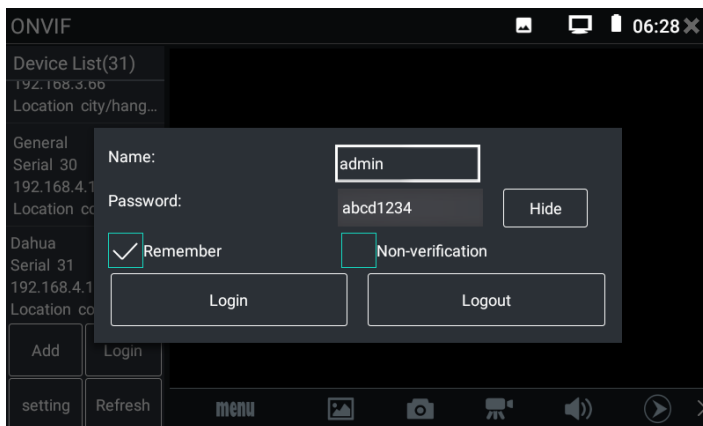 ONVIF
06:28
Device List(31)
192.168.3.66
Location city/hang...
General
Serial 30
192.168.4.1
Location co
Dahua
Serial 31
192.168.4.1
Location co
Name:
admin
Password:
abcd1234
Hide
Remember
Non-verification
Login
Logout
Add
Login
setting
Refresh
menu